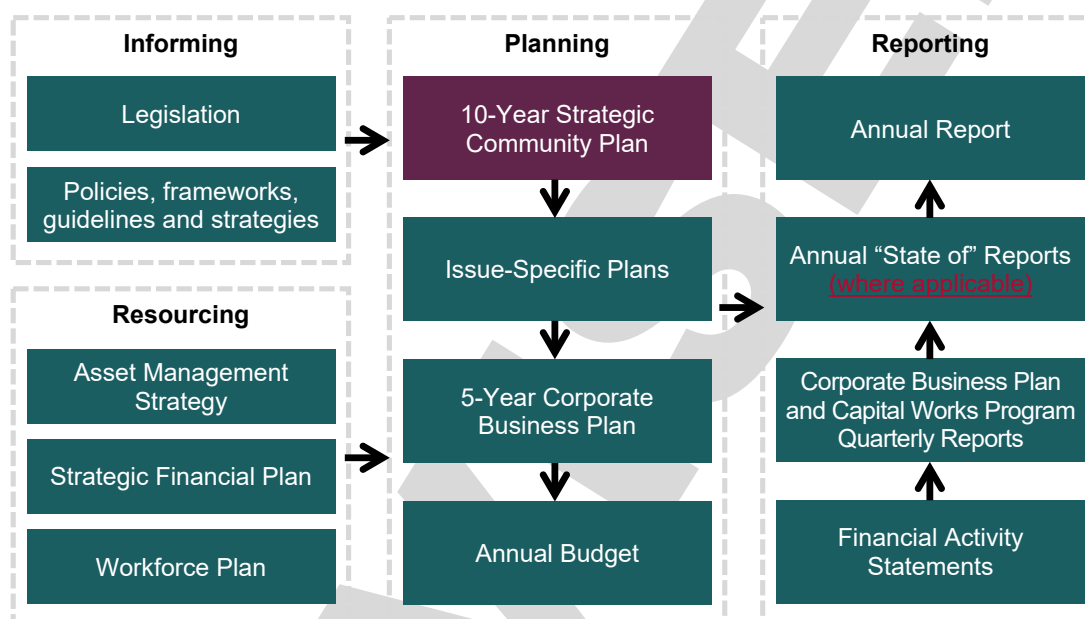 Informing
Legislation
Policies, frameworks,
guidelines and strategies
Resourcing
Asset Management
Strategy
Strategic Financial Plan
Workforce Plan
Planning
10-Year Strategic
Community Plan
Issue-Specific Plans
5-Year Corporate
Business Plan
Annual Budget
Reporting
Annual Report
Annual “State of” Reports
(where applicable)
Corporate Business Plan
and Capital Works Program
Quarterly Reports
Financial Activity
Statements